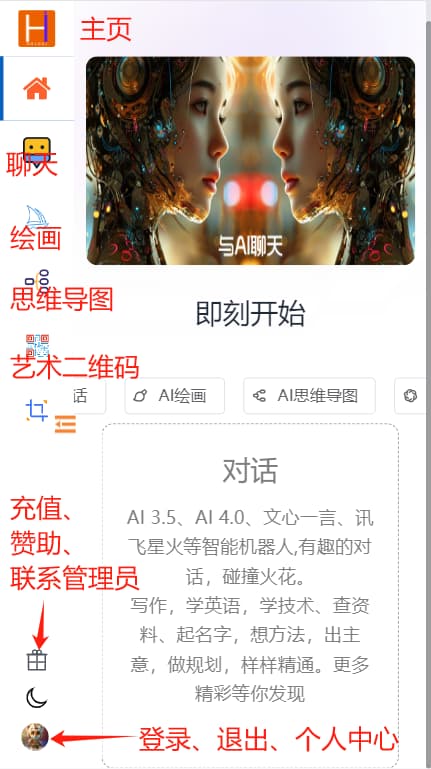 主页
聊天
与AI聊天
绘画
思维导图
即刻开始
艺术二维码
话
AI绘画
AI思维导图
对话
AI 3.5、AI 4.0、文心一言、讯
飞星火等智能机器人,有趣的对
话，碰撞火花。
写作，学英语，学技术、查资
料、起名字，想方法，出主
意，做规划，样样精通。更多
精彩等你发现
充值、
赞助、
联系管理员
登录、退出、个人中心